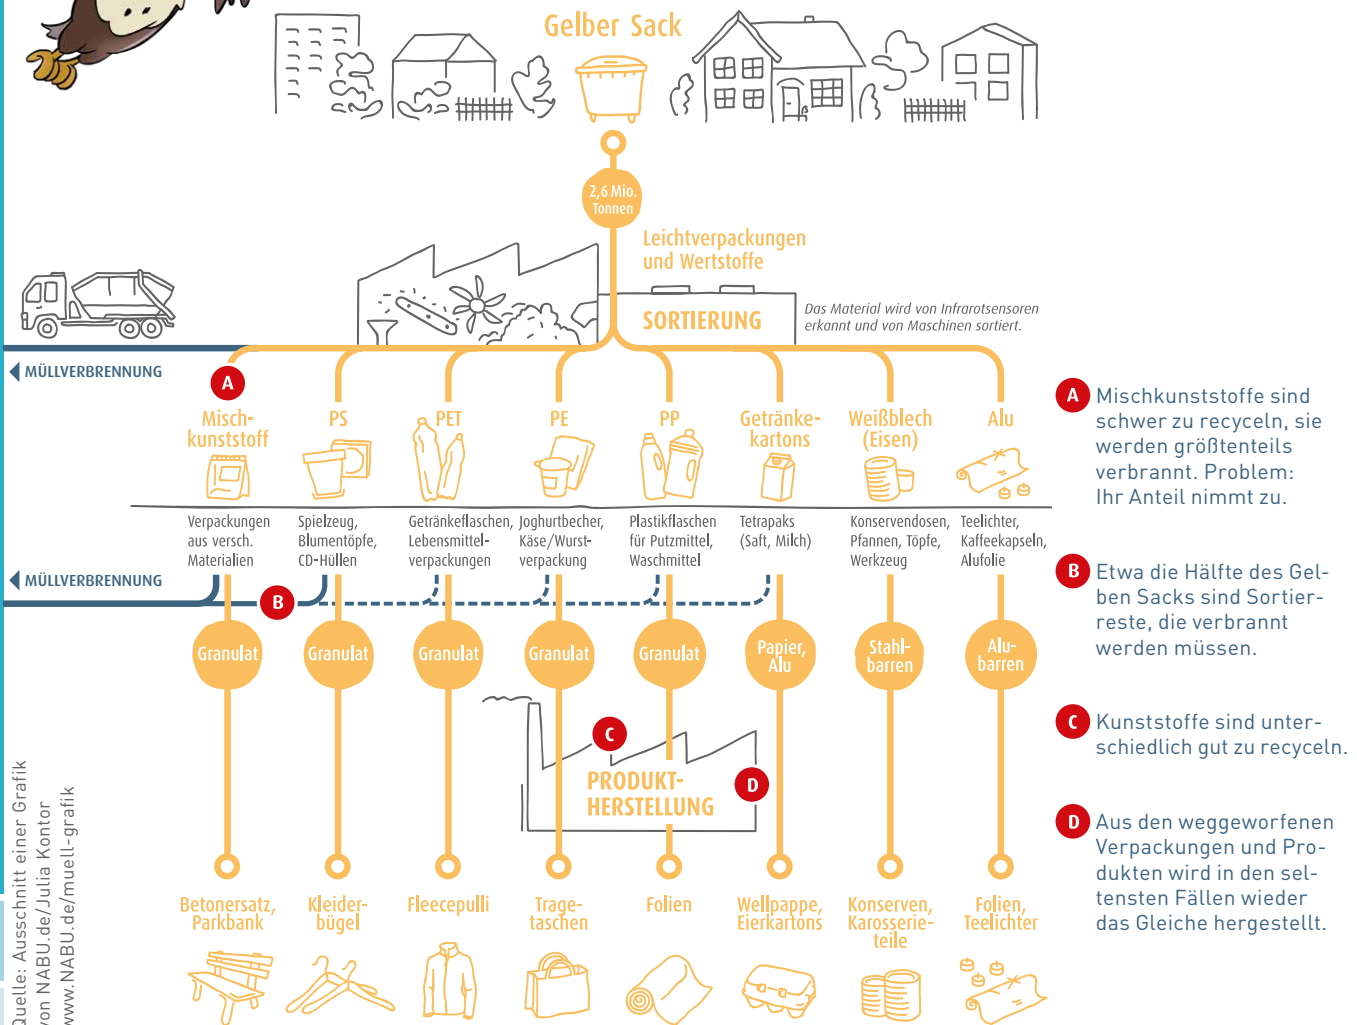 Gelber Sack
2,6 Mio.
Tonnen
Leichtverpackungen
und Wertstoffe
SORTIERUNG
Das Material wird von Infrarotsensoren
erkannt und von Maschinen sortiert.
MÜLLVERBRENNUNG
A
Misch-
kunststoff
PS
PET
PE
PP
Getränke-
kartons
Weißblech
(Eisen)
Alu
Verpackungen
aus versch.
Materialien
Spielzeug,
Blumentöpfe,
CD-Hüllen
Getränkeflaschen,
Lebensmittel-
verpackungen
Joghurtbecher,
Käse/Wurst-
verpackung
Plastikflaschen
für Putzmittel,
Waschmittel
Tetrapaks
(Saft, Milch)
Konservendosen,
Pfannen, Töpfe,
Werkzeug
Teelichter,
Kaffeekapseln,
Alufolie
MÜLLVERBRENNUNG
B
Granulat
Granulat
Granulat
Granulat
Granulat
Papier,
Alu
Stahl-
barren
Alu-
barren
C
PRODUKT-
HERSTELLUNG
D
Betonersatz,
Parkbank
Kleider-
bügel
Fleecepulli
Trage-
taschen
Folien
Wellpappe,
Eierkartons
Konserven,
Karosserie-
teile
Folien,
Teelichter
A Mischkunststoffe sind
schwer zu recyceln, sie
werden größtenteils
verbrannt. Problem:
Ihr Anteil nimmt zu.
B Etwa die Hälfte des Gel-
ben Sacks sind Sortier-
reste, die verbrannt
werden müssen.
C Kunststoffe sind unter-
schiedlich gut zu recyceln.
D Aus den weggeworfenen
Verpackungen und Pro-
dukten wird in den sel-
tensten Fällen wieder
das Gleiche hergestellt.
Quelle: Ausschnitt einer Grafik
von NABU.de/Julia Kontor
www.NABU.de/muell-grafik